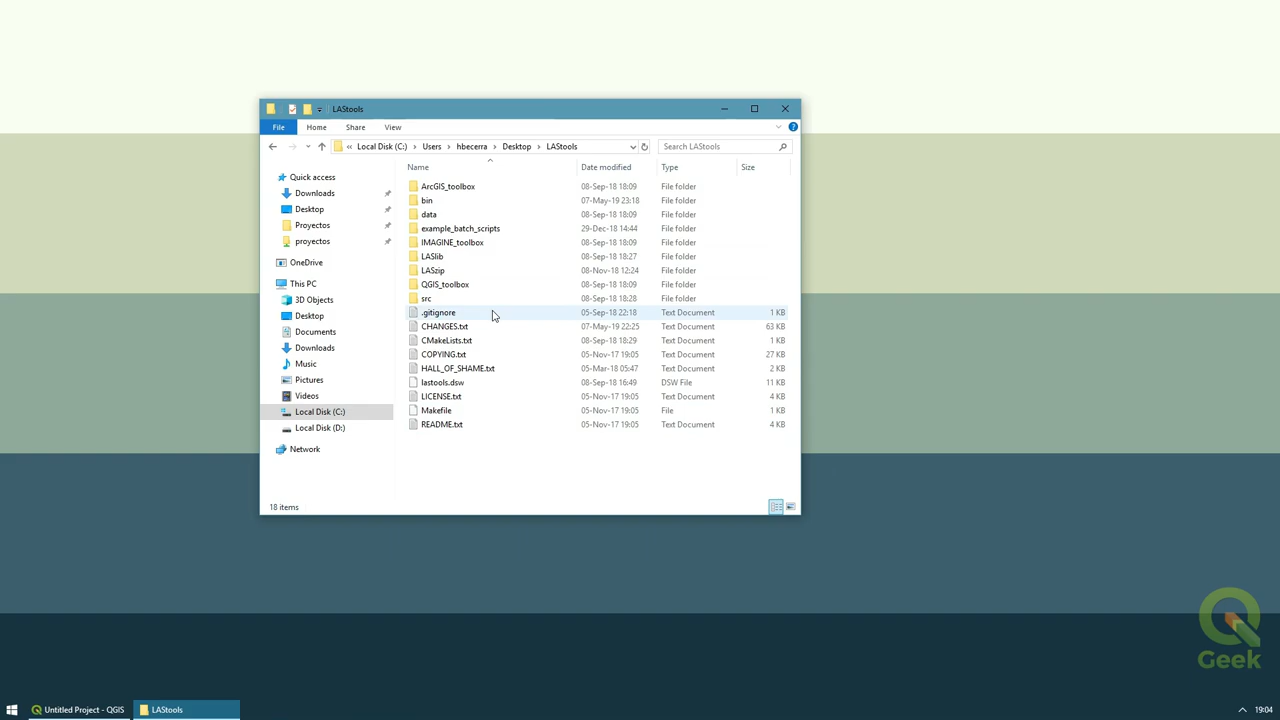 LAStools
File Home Share View
« Local Disk (C:) Users hbecerra Desktop LAStools Search LAStools
Name Date modified Type Size
Quick access
Downloads
Desktop
Proyectos
proyectos
OneDrive
This PC
3D Objects
Desktop
Documents
Downloads
Music
Pictures
Videos
Local Disk (C:)
Local Disk (D:)
Network
ArcGIS_toolbox 08-Sep-18 18:09 File folder
bin 07-May-19 23:18 File folder
data 08-Sep-18 18:09 File folder
example_batch_scripts 29-Dec-18 14:44 File folder
IMAGINE_toolbox 08-Sep-18 18:09 File folder
LASlib 08-Sep-18 18:27 File folder
LASzip 08-Nov-18 12:24 File folder
QGIS_toolbox 08-Sep-18 18:09 File folder
src 08-Sep-18 18:28 File folder
.gitignore 05-Sep-18 22:18 Text Document 1 KB
CHANGES.txt 07-May-19 22:25 Text Document 63 KB
CMakeLists.txt 08-Sep-18 18:29 Text Document 1 KB
COPYING.txt 05-Nov-17 19:05 Text Document 27 KB
HALL_OF_SHAME.txt 05-Mar-18 05:47 Text Document 2 KB
lastools.dsw 08-Sep-18 16:49 DSW File 11 KB
LICENSE.txt 05-Nov-17 19:05 Text Document 4 KB
Makefile 05-Nov-17 19:05 File 1 KB
README.txt 05-Nov-17 19:05 Text Document 4 KB
18 items
Geek
Untitled Project - QGIS LAStools 19:04